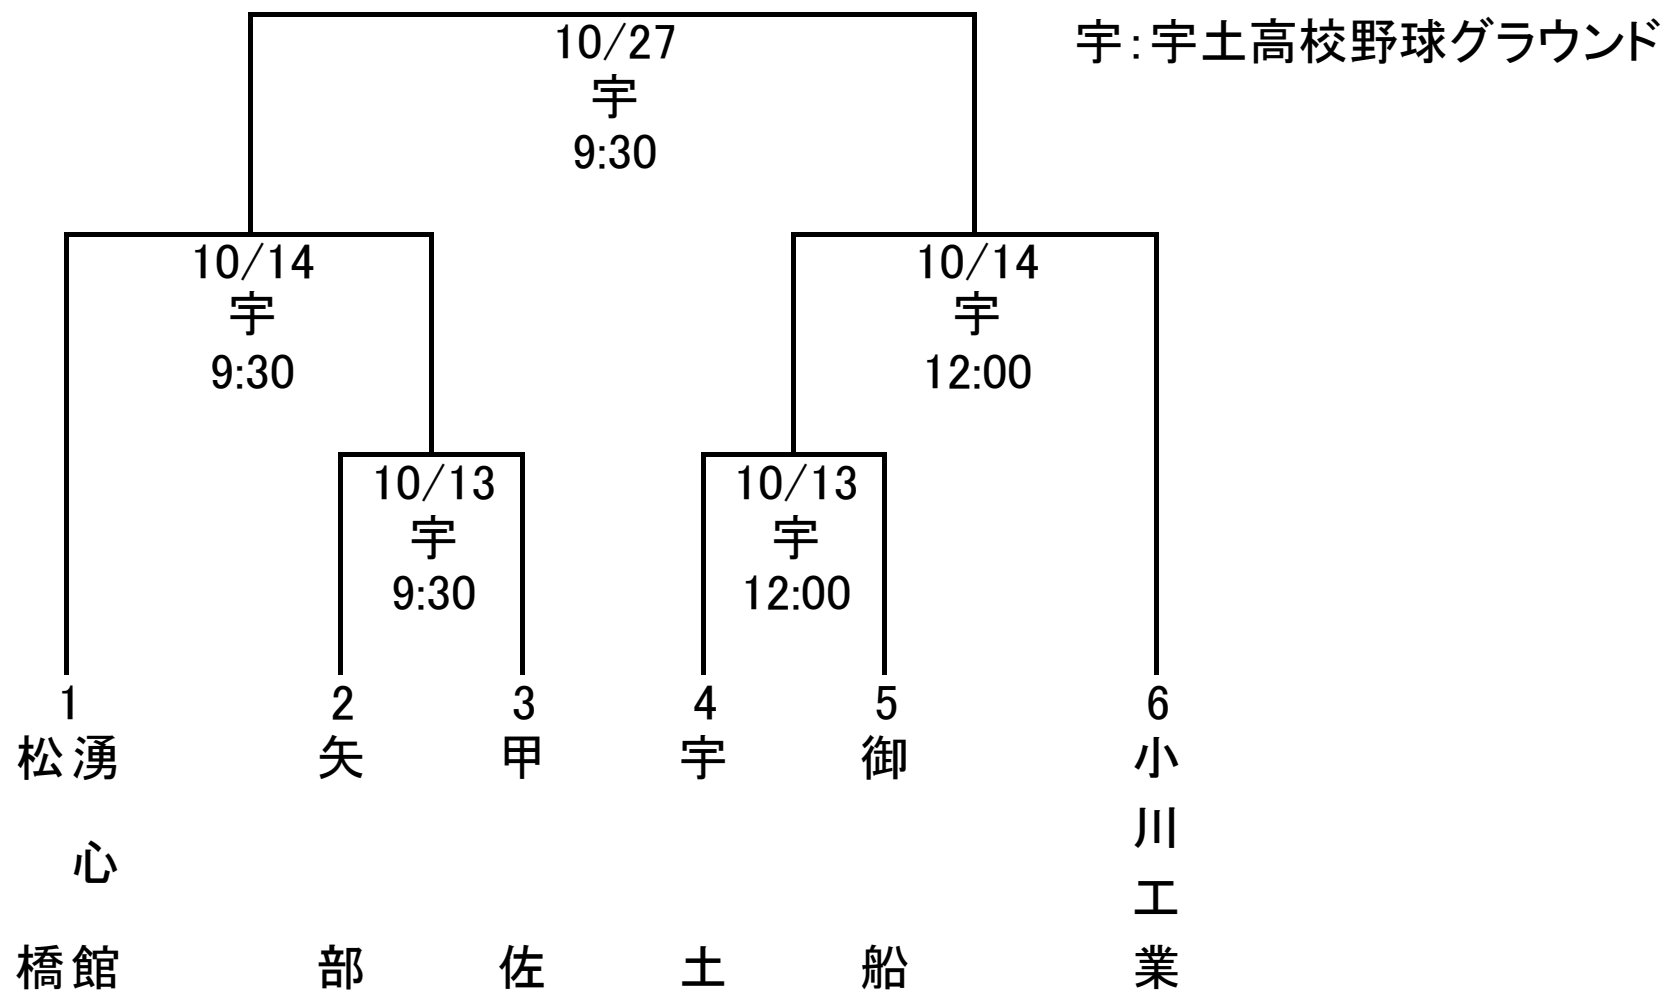 宇：宇土高校野球グラウンド
10/27
宇
9:30
10/14
宇
9:30
10/14
宇
12:00
10/13
宇
9:30
10/13
宇
12:00
1
2
3
4
5
6
湧心館
松橋
矢部
甲佐
宇土
御船
小川工業